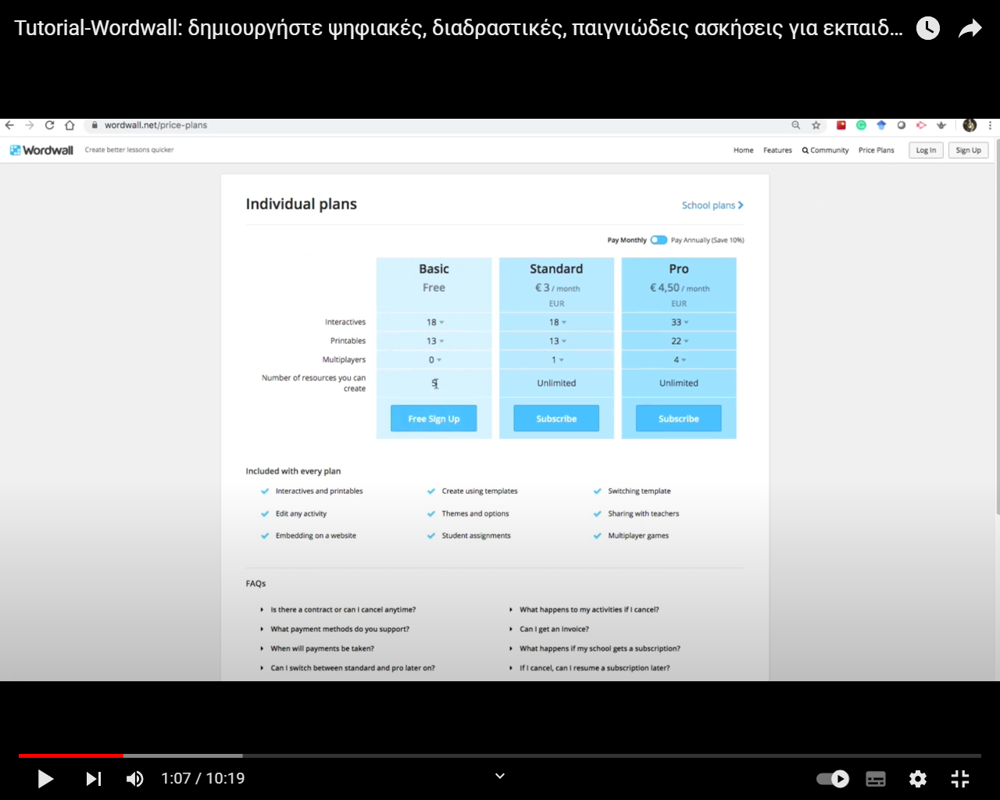 Tutorial-Wordwall: δημιουργήστε ψηφιακές, διαδραστικές, παιγνιώδεις ασκήσεις για εκπαιδ...
wordwall.net/price-plans
Wordwall Create better lessons quicker Home Features Community Price Plans Log In Sign Up
Individual plans School plans
Pay Monthly Pay Annually (Save 10%)
Basic Standard Pro
Free € 3 / month € 4,50 / month
EUR EUR
Interactives 18 18 33
Printables 13 13 22
Multiplayers 0 1 4
Number of resources you can
create 5 Unlimited Unlimited
Free Sign Up Subscribe Subscribe
Included with every plan
Interactives and printables Create using templates Switching template
Edit any activity Themes and options Sharing with teachers
Embedding on a website Student assignments Multiplayer games
FAQs
Is there a contract or can I cancel anytime? What happens to my activities if I cancel?
What payment methods do you support? Can I get an invoice?
When will payments be taken? What happens if my school gets a subscription?
Can I switch between standard and pro later on? If I cancel, can I resume a subscription later?
1:07 / 10:19